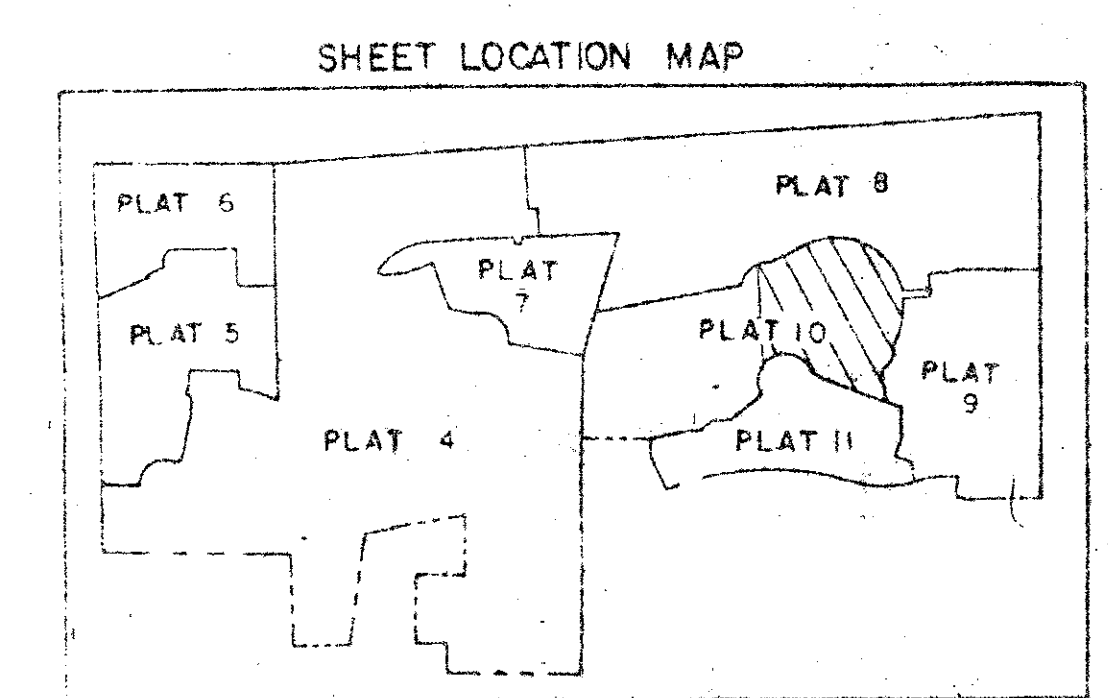 SHEET LOCATION MAP
PLAT 8
PLAT 6
PLAT
7
PLAT 5
PLAT 10
PLAT
9
PLAT 4
PLAT 11